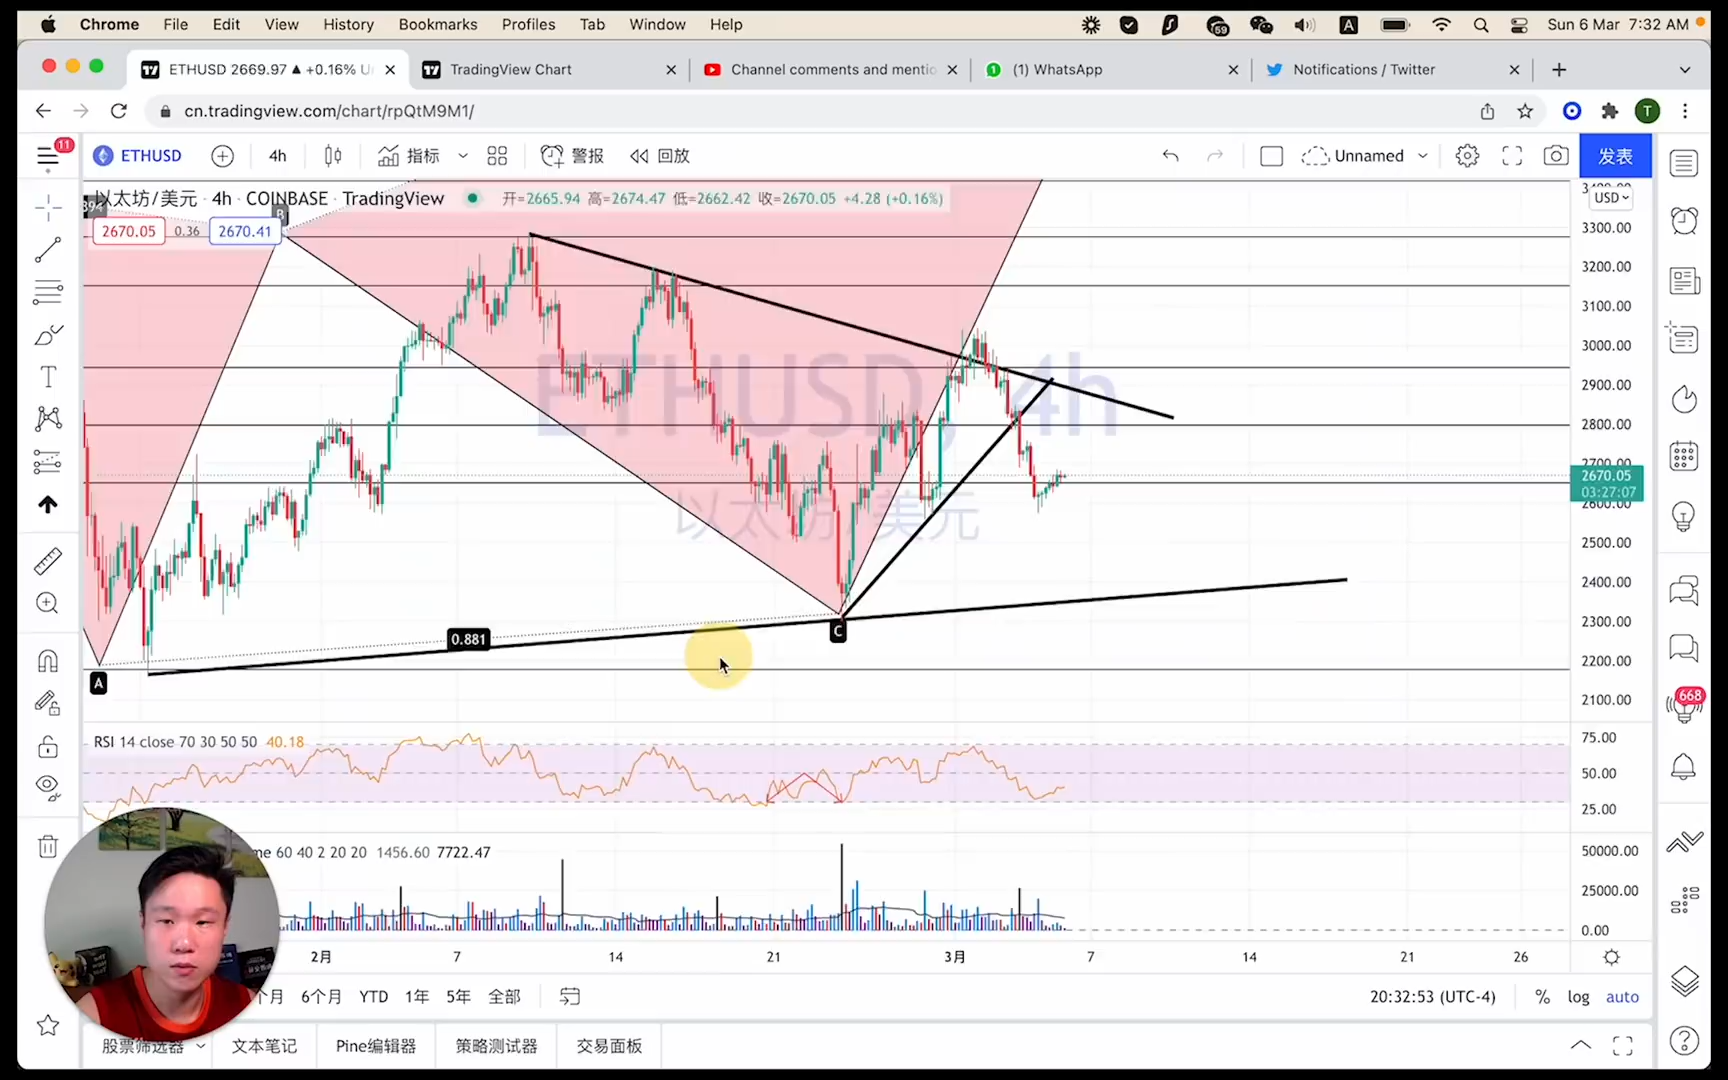 Chrome File Edit View History Bookmarks Profiles Tab Window Help 59 A Sun 6 Mar 7:32 AM
ETHUSD 2669.97 ▲ +0.16% U
TradingView Chart
Channel comments and mentio
(1) WhatsApp
Notifications / Twitter
cn.tradingview.com/chart/rpQtM9M1/
T
11
ETHUSD 4h 指标 警报 回放 Unnamed 发表
以太坊/美元 · 4h · COINBASE · TradingView 开=2665.94 高=2674.47 低=2662.42 收=2670.05 +4.28 (+0.16%)
2670.05 0.36 2670.41
B
USD
3300.00
3200.00
3100.00
3000.00
2900.00
2800.00
2700.00
2670.05
03:27:07
2600.00
2500.00
2400.00
2300.00
2200.00
2100.00
ETHUSD, 4h
以太坊/美元
0.881
C
A
668
RSI 14 close 70 30 50 50 40.18
75.00
50.00
25.00
me 60 40 2 20 20 1456.60 7722.47
50000.00
25000.00
0.00
2月 7 14 21 3月 7 14 21 26
个月 6个月 YTD 1年 5年 全部
20:32:53 (UTC-4) % log auto
股票筛选器 文本笔记 Pine编辑器 策略测试器 交易面板